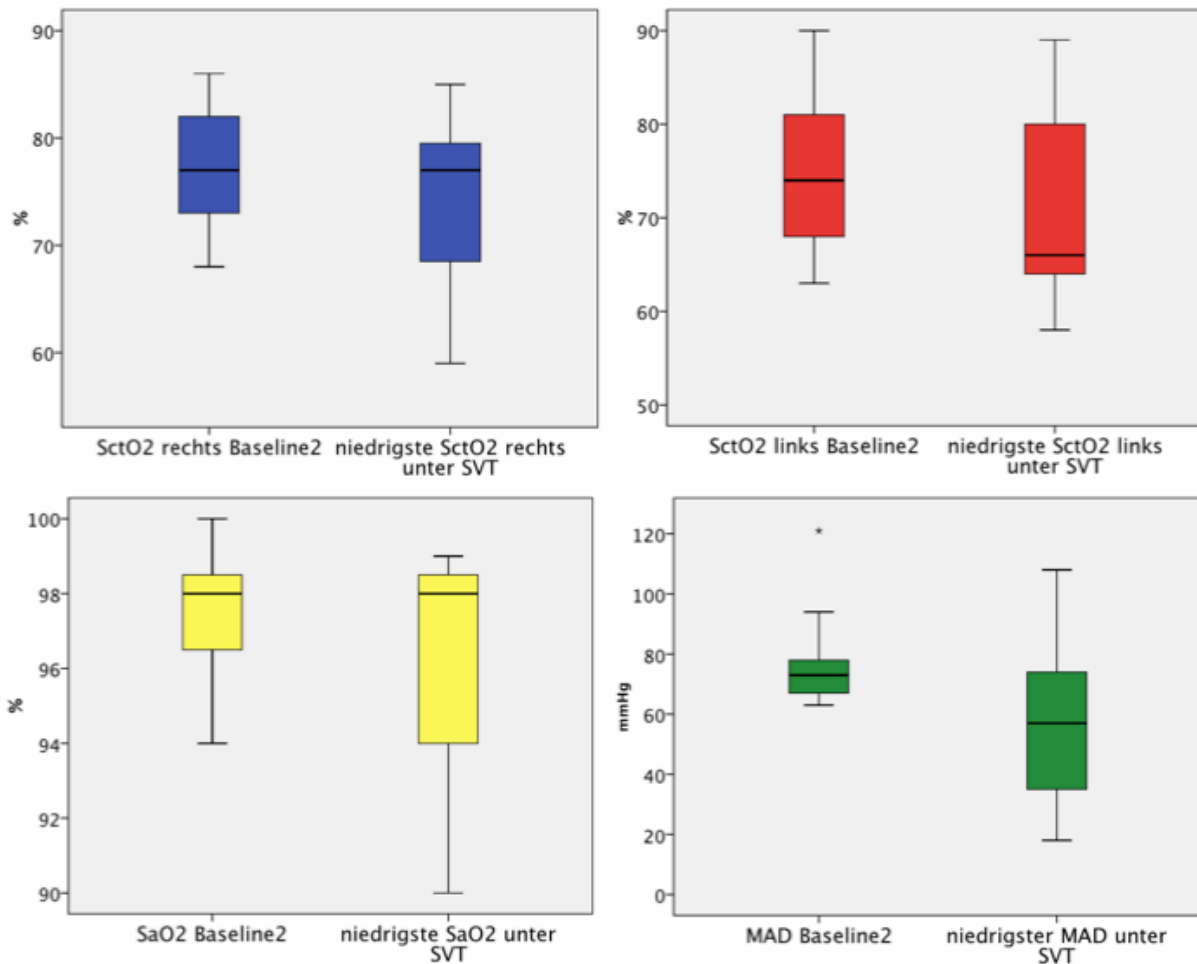 90
80
70
60
%
SctO2 rechts Baseline2
niedrigste SctO2 rechts
unter SVT
90
80
70
60
50
%
SctO2 links Baseline2
niedrigste SctO2 links
unter SVT
100
98
96
94
92
90
%
SaO2 Baseline2
niedrigste SaO2 unter
SVT
120
100
80
60
40
20
0
mmHg
*
MAD Baseline2
niedrigster MAD unter
SVT